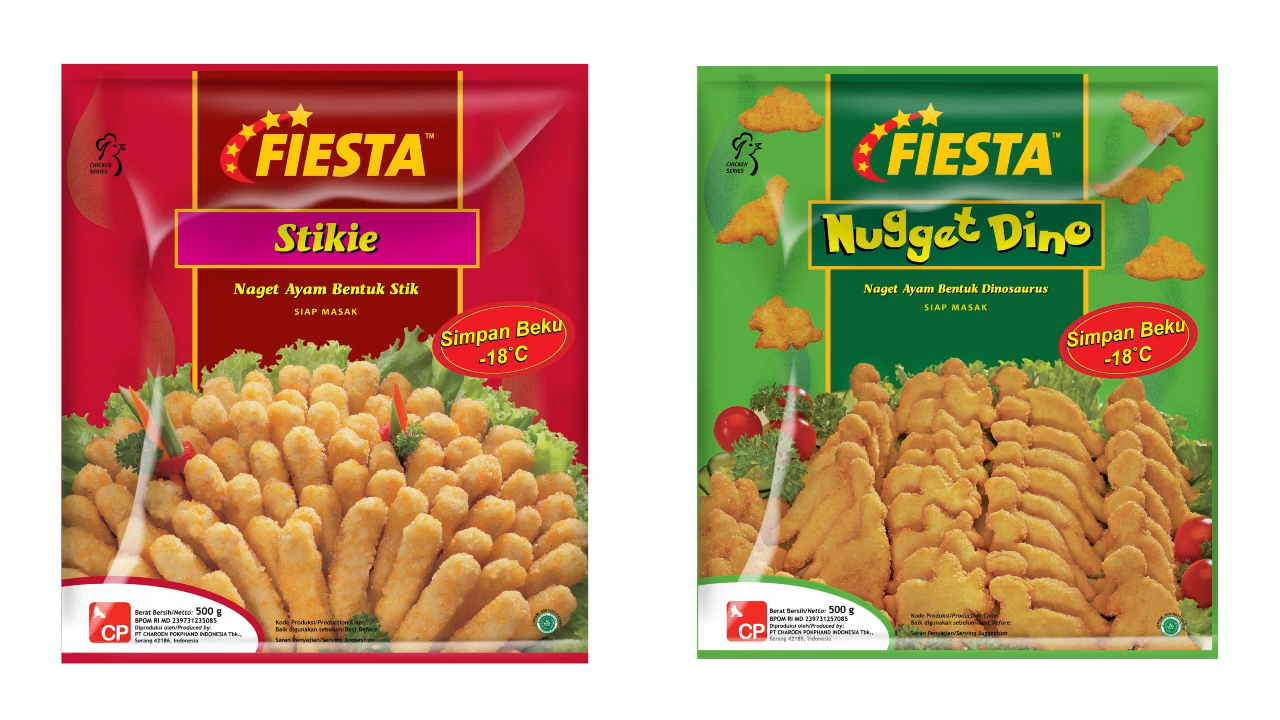 FIESTA™
CHICKEN
SERIES
Stikie
Naget Ayam Bentuk Stik
SIAP MASAK
Simpan Beku
-18°C
CP
Berat Bersih/Netto: 500 g
BPOM RI MD 239731235085
Diproduksi oleh/Produced by:
PT CHAROEN POKPHAND INDONESIA Tbk.,
Serang 42186, Indonesia
Kode Produksi/Production Code:
Baik digunakan sebelum/Best Before:
Saran Penyajian/Serving Suggestion
FIESTA™
CHICKEN
SERIES
Nugget Dino
Naget Ayam Bentuk Dinosaurus
SIAP MASAK
Simpan Beku
-18°C
CP
Berat Bersih/Netto: 500 g
BPOM RI MD 239731257085
Diproduksi oleh/Produced by:
PT CHAROEN POKPHAND INDONESIA Tbk.,
Serang 42186, Indonesia
Kode Produksi/Production Code:
Baik digunakan sebelum/Best Before:
Saran Penyajian/Serving Suggestion